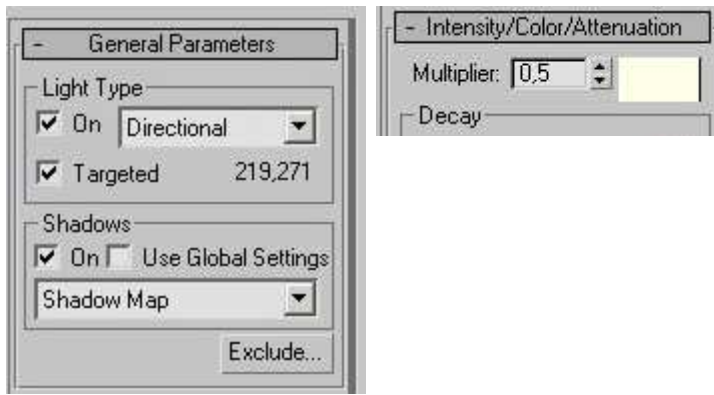 - General Parameters
Light Type
On Directional
Targeted 219,271
Shadows
On Use Global Settings
Shadow Map
Exclude...
- Intensity/Color/Attenuation
Multiplier: 0,5
Decay